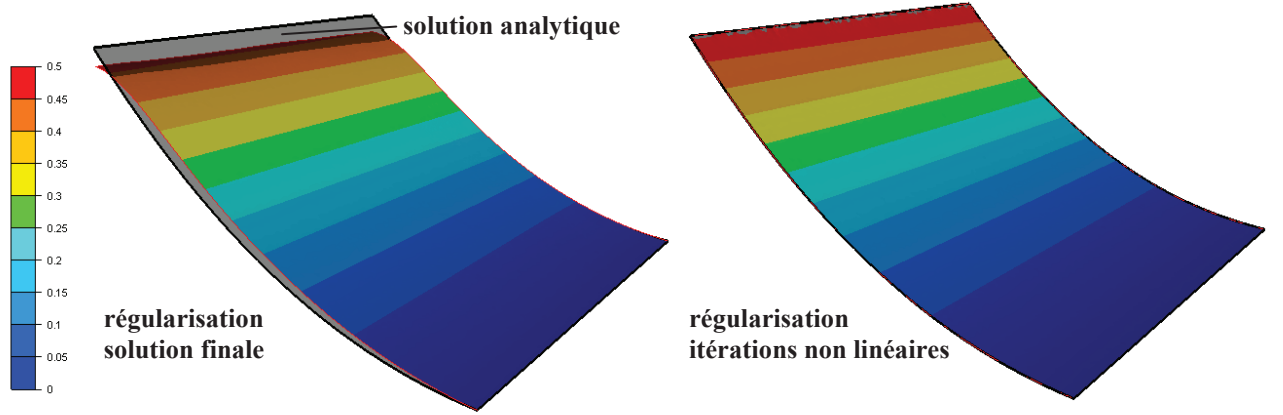 solution analytique
0.5
0.45
0.4
0.35
0.3
0.25
0.2
0.15
0.1
0.05
0
régularisation
solution finale
régularisation
itérations non linéaires